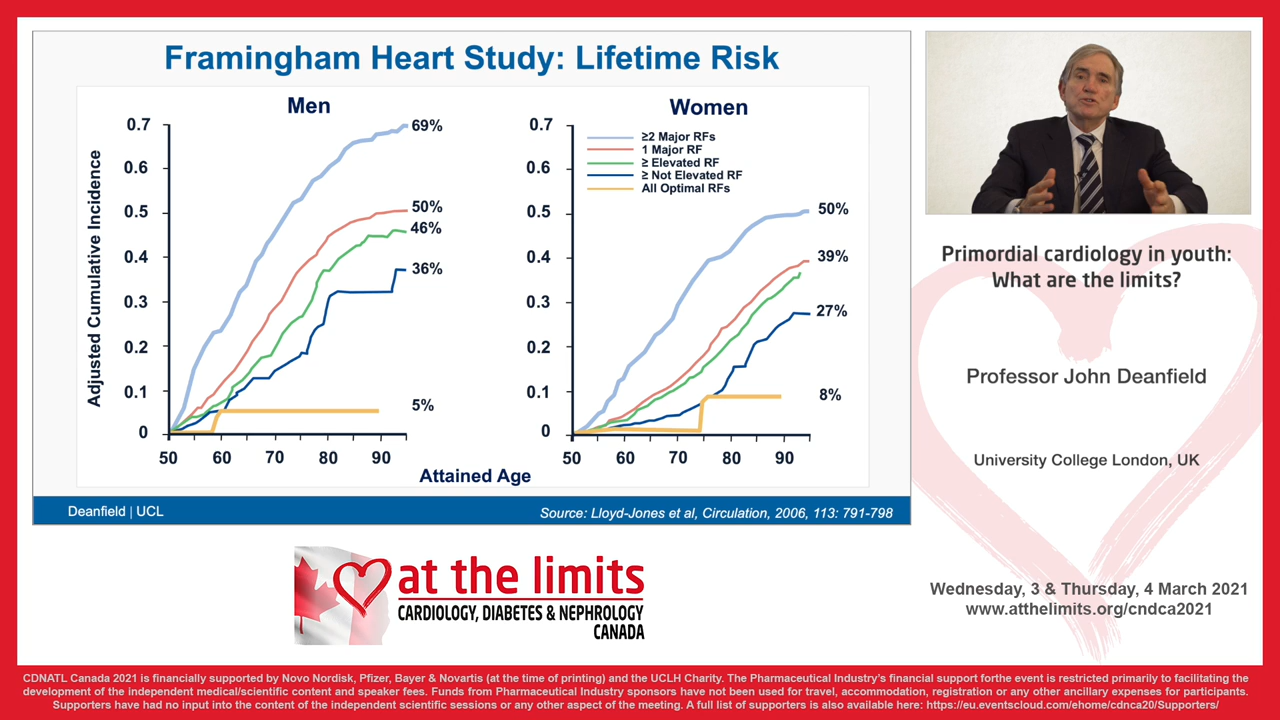 Framingham Heart Study: Lifetime Risk
Men
Adjusted Cumulative Incidence
0.7
0.6
0.5
0.4
0.3
0.2
0.1
0
69%
50%
46%
36%
5%
50 60 70 80 90
Women
0.7
0.6
0.5
0.4
0.3
0.2
0.1
0
≥2 Major RFs
1 Major RF
≥ Elevated RF
≥ Not Elevated RF
All Optimal RFs
50%
39%
27%
8%
50 60 70 80 90
Attained Age
Deanfield | UCL
Source: Lloyd-Jones et al, Circulation, 2006, 113: 791-798
Primordial cardiology in youth:
What are the limits?
Professor John Deanfield
University College London, UK
at the limits
CARDIOLOGY, DIABETES & NEPHROLOGY
CANADA
Wednesday, 3 & Thursday, 4 March 2021
www.atthelimits.org/cndca2021
CDNATL Canada 2021 is financially supported by Novo Nordisk, Pfizer, Bayer & Novartis (at the time of printing) and the UCLH Charity. The Pharmaceutical Industry's financial support forthe event is restricted primarily to facilitating the
development of the independent medical/scientific content and speaker fees. Funds from Pharmaceutical Industry sponsors have not been used for travel, accommodation, registration or any other ancillary expenses for participants.
Supporters have had no input into the content of the independent scientific sessions or any other aspect of the meeting. A full list of supporters is also available here: https://eu.eventscloud.com/ehome/cdnca20/Supporters/